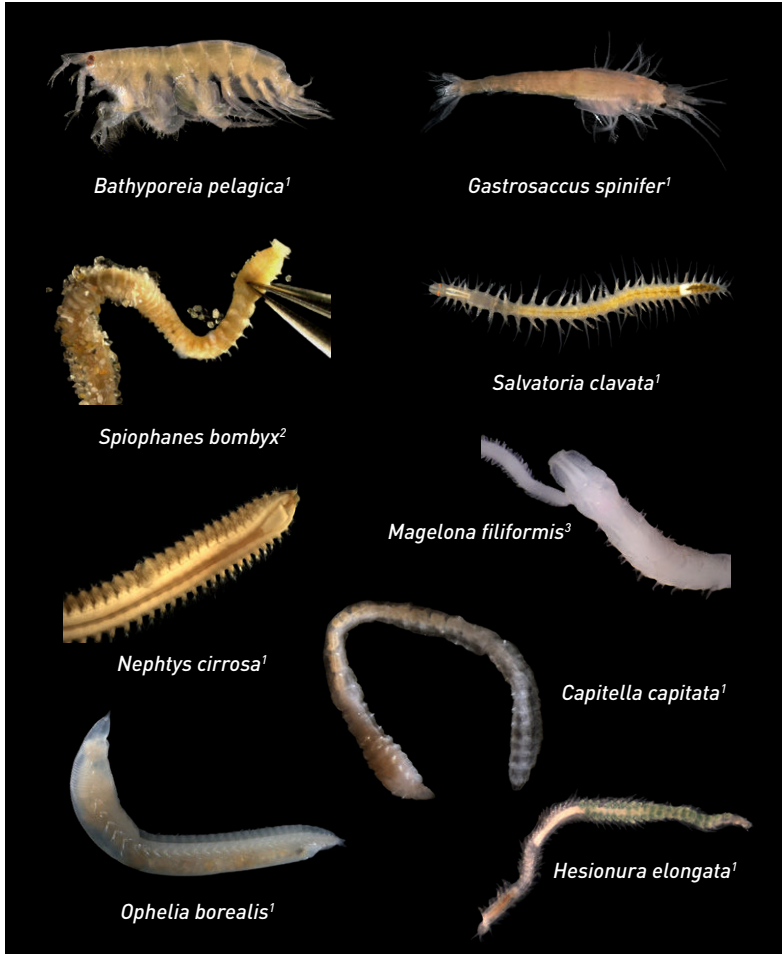 Bathyporeia pelagica¹
Gastrosaccus spinifer¹
Salvatoria clavata¹
Spiophanes bombyx²
Magelona filiformis³
Nephtys cirrosa¹
Capitella capitata¹
Hesionura elongata¹
Ophelia borealis¹